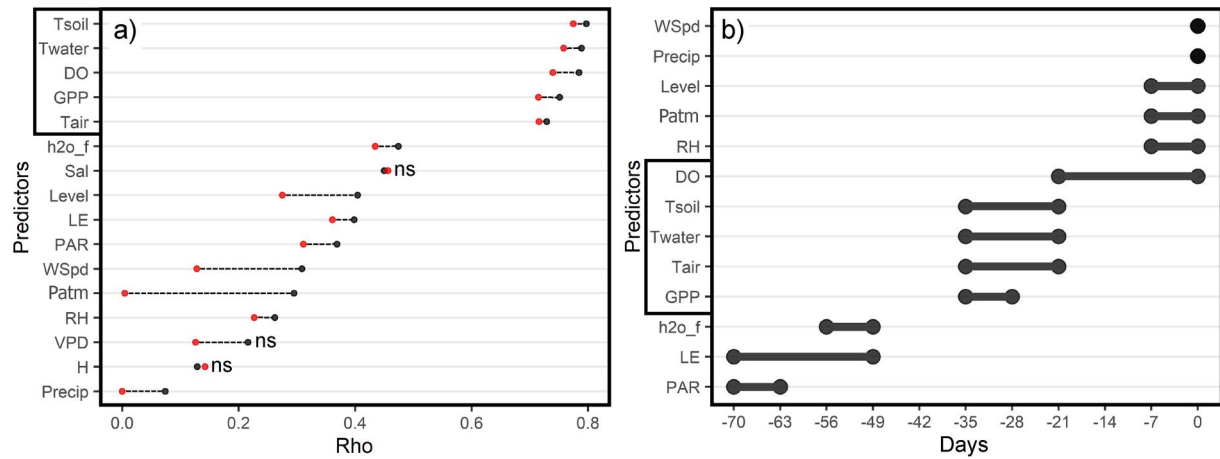 a)
Predictors
Tsoil
Twater
DO
GPP
Tair
h2o_f
Sal
ns
Level
LE
PAR
WSpd
Patm
RH
VPD
ns
H
ns
Precip
0.0 0.2 0.4 0.6 0.8
Rho
b)
Predictors
WSpd
Precip
Level
Patm
RH
DO
Tsoil
Twater
Tair
GPP
h2o_f
LE
PAR
-70 -63 -56 -49 -42 -35 -28 -21 -14 -7 0
Days